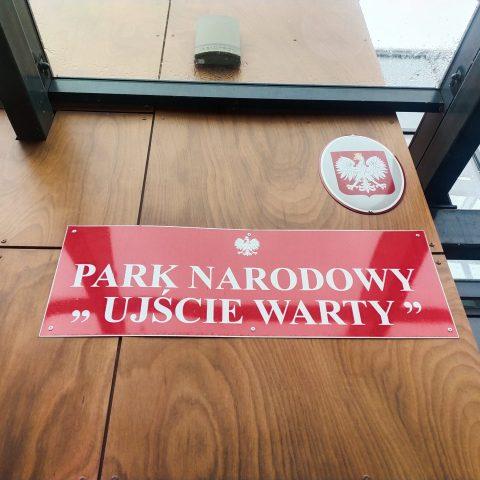 PARK NARODOWY
„ UJŚCIE WARTY ”